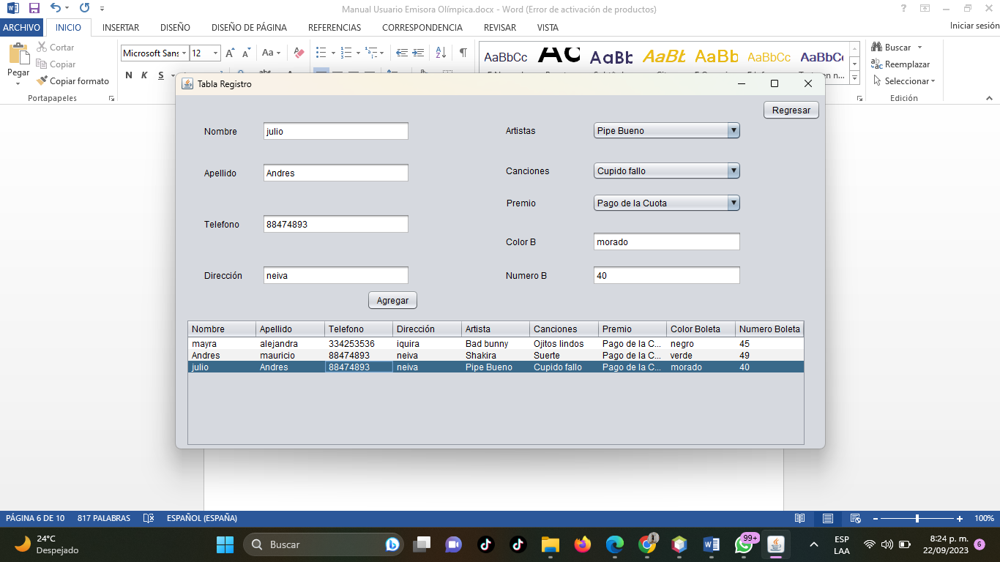 Manual Usuario Emisora Olímpica.docx - Word (Error de activación de productos)
ARCHIVO INICIO INSERTAR DISEÑO DISEÑO DE PÁGINA REFERENCIAS CORRESPONDENCIA REVISAR VISTA Iniciar sesión
Pegar
Cortar
Copiar
Copiar formato
Portapapeles
Microsoft Sans 12
N K S
AaBbCc AC AaBb AaBb AaBb AaBbCc AaBbCc
Buscar
Reemplazar
Seleccionar
Edición
Tabla Registro
Regresar
Nombre julio Artistas Pipe Bueno
Apellido Andres Canciones Cupido fallo
Premio Pago de la Cuota
Telefono 88474893
Color B morado
Dirección neiva Numero B 40
Agregar
Nombre Apellido Telefono Dirección Artista Canciones Premio Color Boleta Numero Boleta
mayra alejandra 334253536 iquira Bad bunny Ojitos lindos Pago de la C... negro 45
Andres mauricio 88474893 neiva Shakira Suerte Pago de la C... verde 49
julio Andres 88474893 neiva Pipe Bueno Cupido fallo Pago de la C... morado 40
PÁGINA 6 DE 10 817 PALABRAS ESPAÑOL (ESPAÑA) 100%
24°C
Despejado
Buscar
99+
ESP
LAA
8:24 p. m.
22/09/2023
6